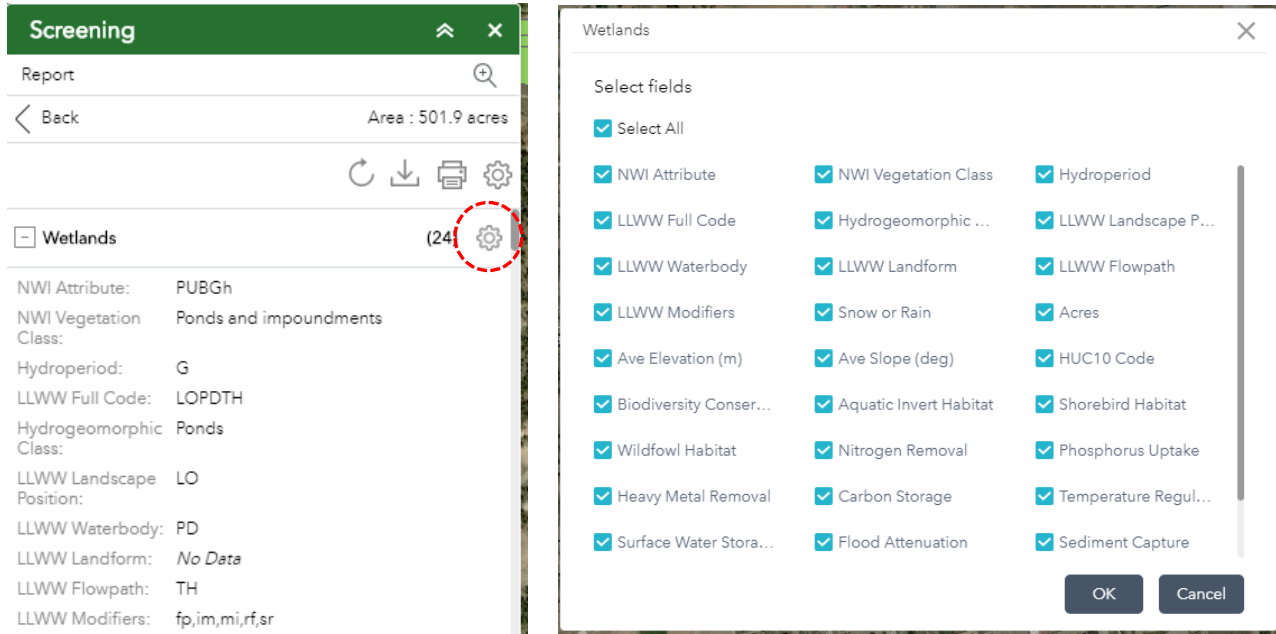 Screening
Report
Back Area : 501.9 acres
Wetlands (24
NWI Attribute: PUBGh
NWI Vegetation Ponds and impoundments
Class:
Hydroperiod: G
LLWW Full Code: LOPDTH
Hydrogeomorphic Ponds
Class:
LLWW Landscape LO
Position:
LLWW Waterbody: PD
LLWW Landform: No Data
LLWW Flowpath: TH
LLWW Modifiers: fp,im,mi,rf,sr
Wetlands
Select fields
Select All
NWI Attribute NWI Vegetation Class Hydroperiod
LLWW Full Code Hydrogeomorphic ... LLWW Landscape P...
LLWW Waterbody LLWW Landform LLWW Flowpath
LLWW Modifiers Snow or Rain Acres
Ave Elevation (m) Ave Slope (deg) HUC10 Code
Biodiversity Conser... Aquatic Invert Habitat Shorebird Habitat
Wildfowl Habitat Nitrogen Removal Phosphorus Uptake
Heavy Metal Removal Carbon Storage Temperature Regul...
Surface Water Stora... Flood Attenuation Sediment Capture
OK Cancel